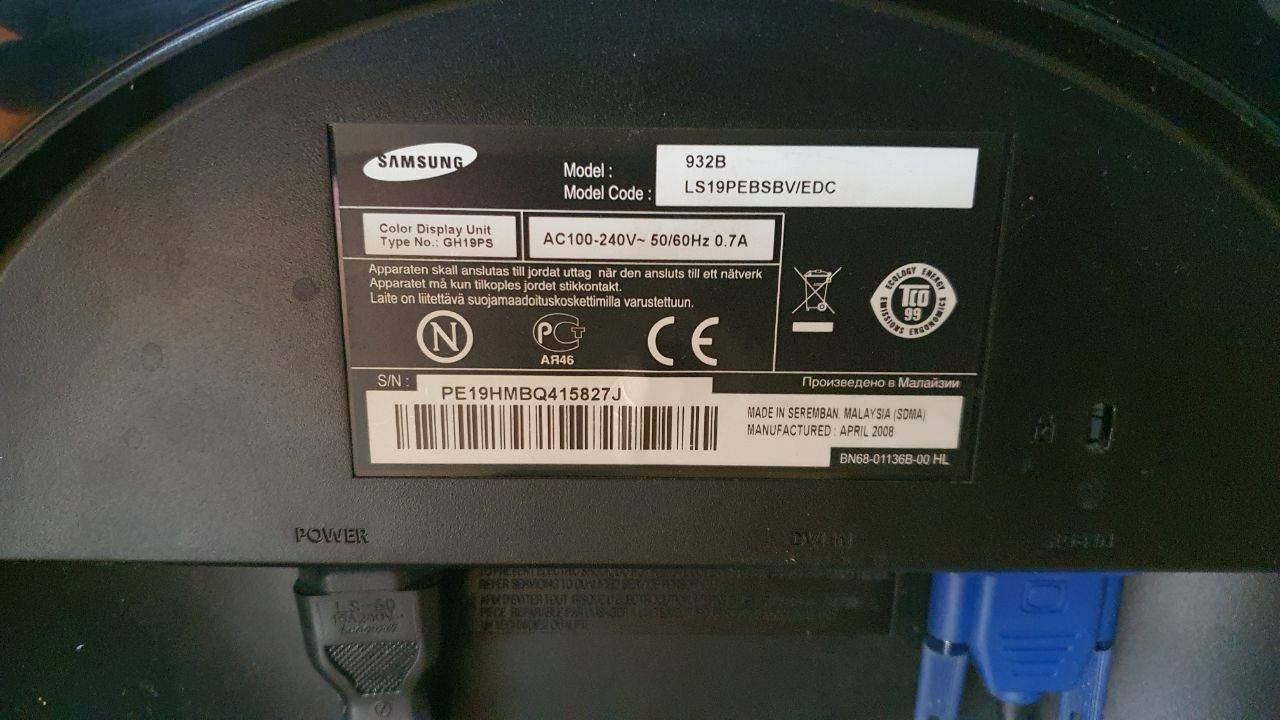 SAMSUNG
Model : 932B
Model Code : LS19PEBSBV/EDC
Color Display Unit
Type No.: GH19PS
AC100-240V~ 50/60Hz 0.7A
Apparaten skall anslutas till jordat uttag när den ansluts till ett nätverk
Apparatet må kun tilkoples jordet stikkontakt.
Laite on liitettävä suojamaadoituskoskettimilla varustettuun.
N
РСТ
АЯ46
CE
ECOLOGY ENERGY
TCO
99
EMISSIONS ERGONOMICS
S/N :
PE19HMBQ415827J
Произведено в Малайзии
MADE IN SEREMBAN, MALAYSIA (SDMA)
MANUFACTURED : APRIL 2008
BN68-01136B-00 HL
POWER
DVI IN
LS-60